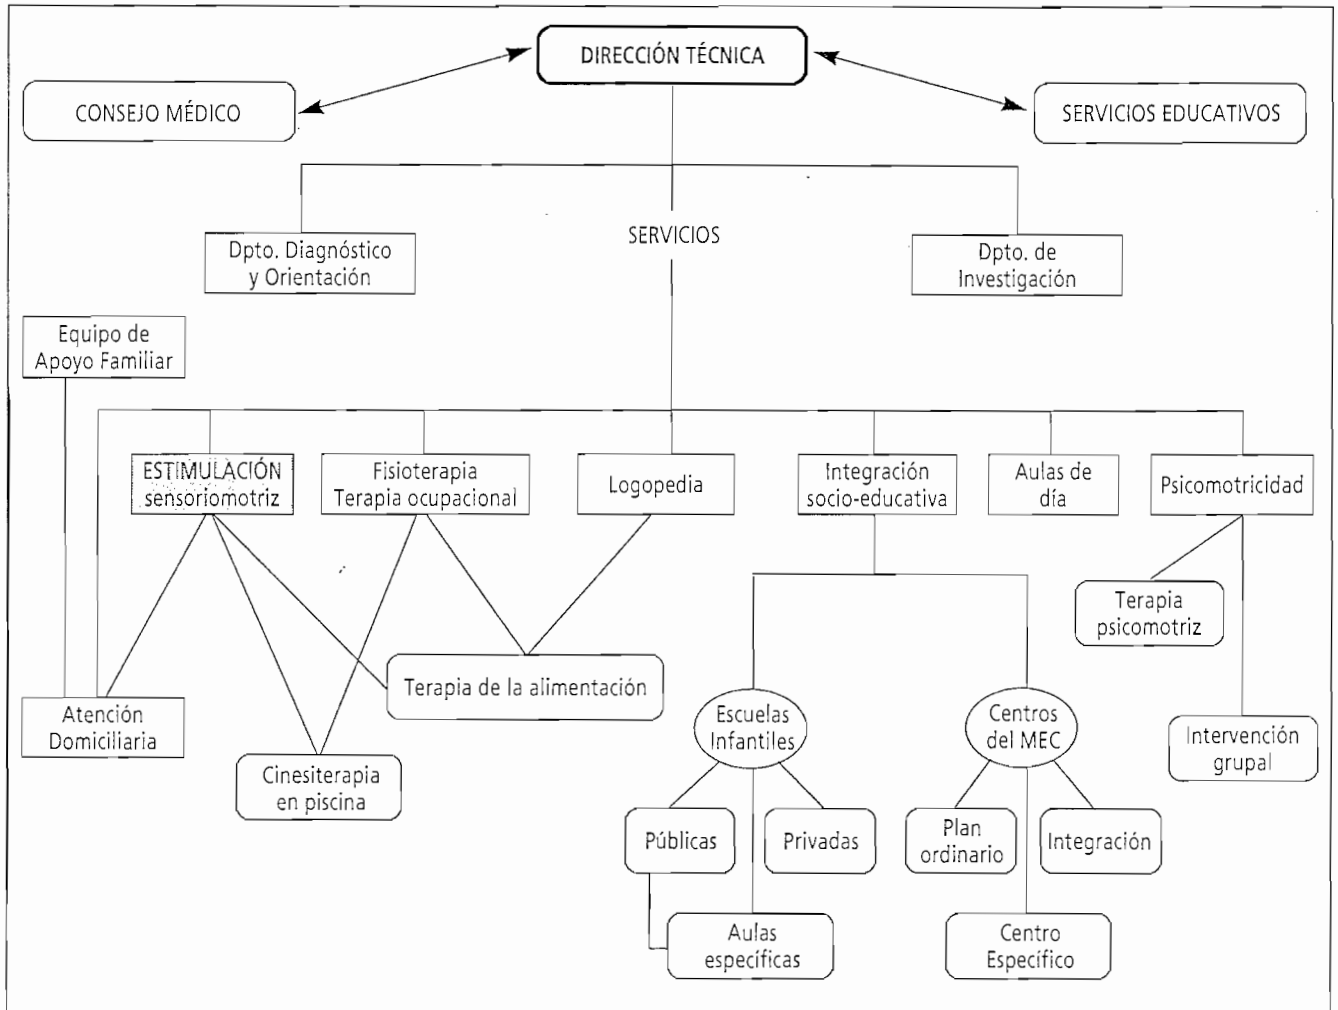 DIRECCIÓN TÉCNICA
CONSEJO MÉDICO
SERVICIOS EDUCATIVOS
SERVICIOS
Dpto. Diagnóstico
y Orientación
Dpto. de
Investigación
Equipo de
Apoyo Familiar
ESTIMULACIÓN
sensoriomotriz
Fisioterapia
Terapia ocupacional
Logopedia
Integración
socio-educativa
Aulas de
día
Psicomotricidad
Terapia
psicomotriz
Terapia de la alimentación
Atención
Domiciliaria
Cinesiterapia
en piscina
Escuelas
Infantiles
Centros
del MEC
Intervención
grupal
Públicas
Privadas
Plan
ordinario
Integración
Aulas
específicas
Centro
Específico